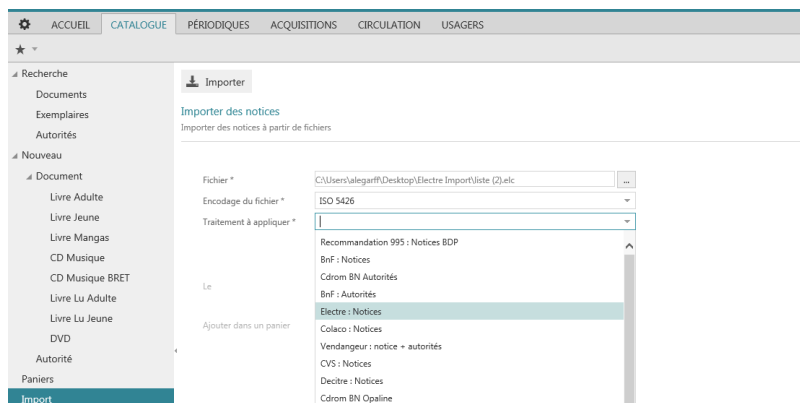 ACCUEIL CATALOGUE PÉRIODIQUES ACQUISITIONS CIRCULATION USAGERS
Recherche
Documents
Exemplaires
Autorités
Nouveau
Document
Livre Adulte
Livre Jeune
Livre Mangas
CD Musique
CD Musique BRET
Livre Lu Adulte
Livre Lu Jeune
DVD
Autorité
Paniers
Import
Importer
Importer des notices
Importer des notices à partir de fichiers
Fichier * C:\Users\alegarff\Desktop\Electre Import\liste (2).elc ...
Encodage du fichier * ISO 5426
Traitement à appliquer *
Recommandation 995 : Notices BDP
BnF : Notices
Cdrom BN Autorités
BnF : Autorités
Electre : Notices
Colaco : Notices
Vendangeur : notice + autorités
CVS : Notices
Decitre : Notices
Cdrom BN Opaline
Le
Ajouter dans un panier